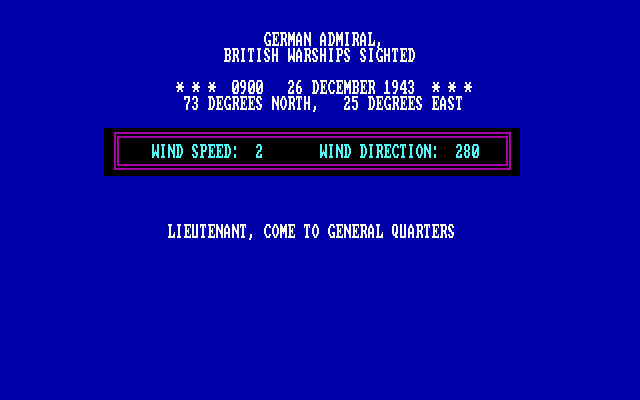 GERMAN ADMIRAL,
BRITISH WARSHIPS SIGHTED
* * * 0900 26 DECEMBER 1943 * * *
73 DEGREES NORTH, 25 DEGREES EAST
WIND SPEED: 2 WIND DIRECTION: 280
LIEUTENANT, COME TO GENERAL QUARTERS